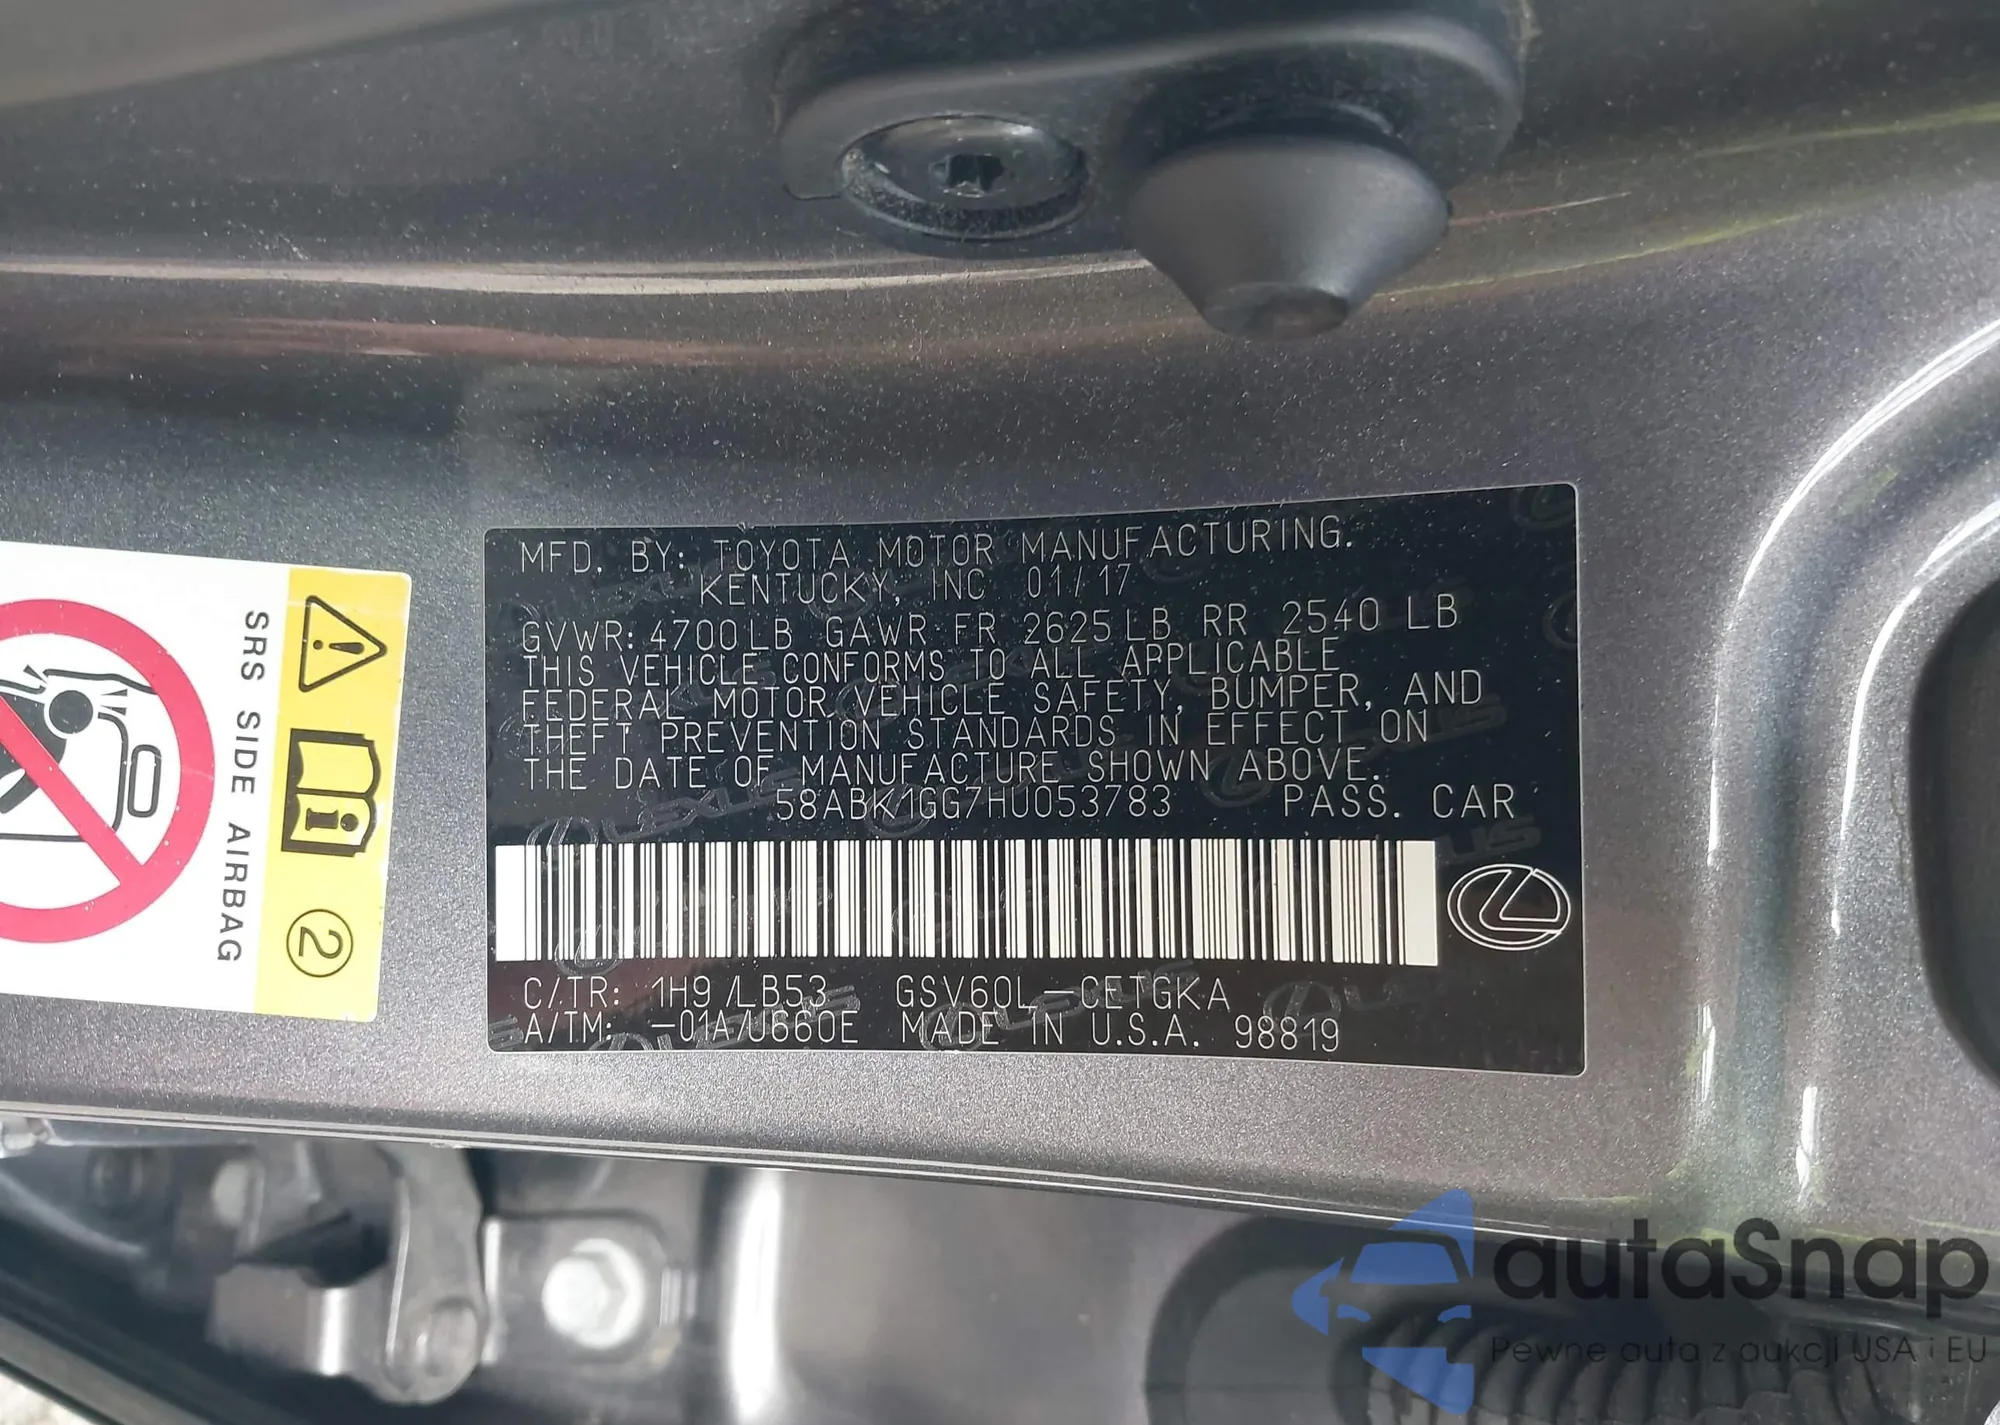 MFD. BY: TOYOTA MOTOR MANUFACTURING.
KENTUCKY, INC 01/17
GVWR: 4700LB GAWR FR 2625LB RR 2540 LB
THIS VEHICLE CONFORMS TO ALL APPLICABLE
FEDERAL MOTOR VEHICLE SAFETY, BUMPER, AND
THEFT PREVENTION STANDARDS IN EFFECT ON
THE DATE OF MANUFACTURE SHOWN ABOVE.
58ABK1GG7HU053783 PASS. CAR
C/TR: 1H9/LB53 GSV60L-CETGKA
A/TM: -01A/U660E MADE IN U.S.A. 98819
SRS SIDE AIRBAG
2
autaSnap
Pewne auta z aukcji USA i EU